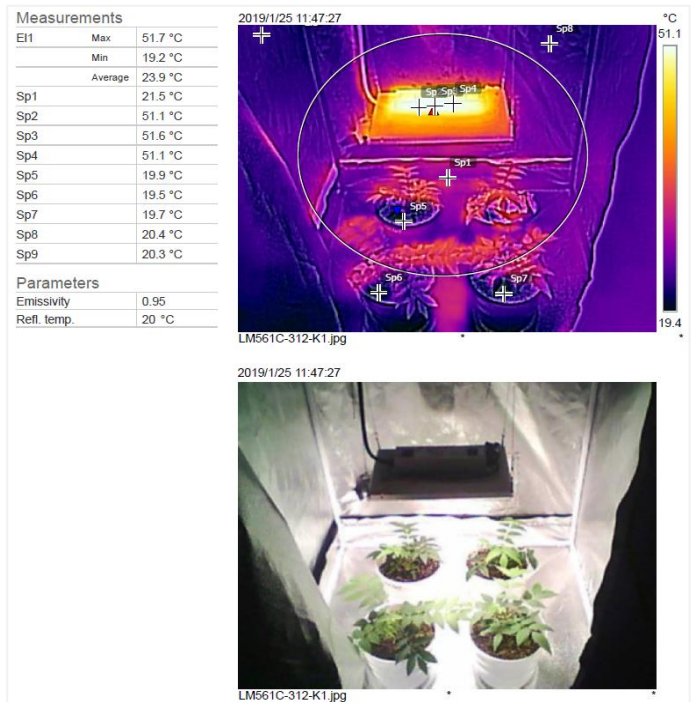 Measurements
El1 Max 51.7 °C
Min 19.2 °C
Average 23.9 °C
Sp1 21.5 °C
Sp2 51.1 °C
Sp3 51.6 °C
Sp4 51.1 °C
Sp5 19.9 °C
Sp6 19.5 °C
Sp7 19.7 °C
Sp8 20.4 °C
Sp9 20.3 °C
Parameters
Emissivity 0.95
Refl. temp. 20 °C
2019/1/25 11:47:27
°C
51.1
Sp8
Sp Sp Sp4
Sp1
Sp5
Sp6
Sp7
19.4
LM561C-312-K1.jpg * *
2019/1/25 11:47:27
LM561C-312-K1.jpg * *